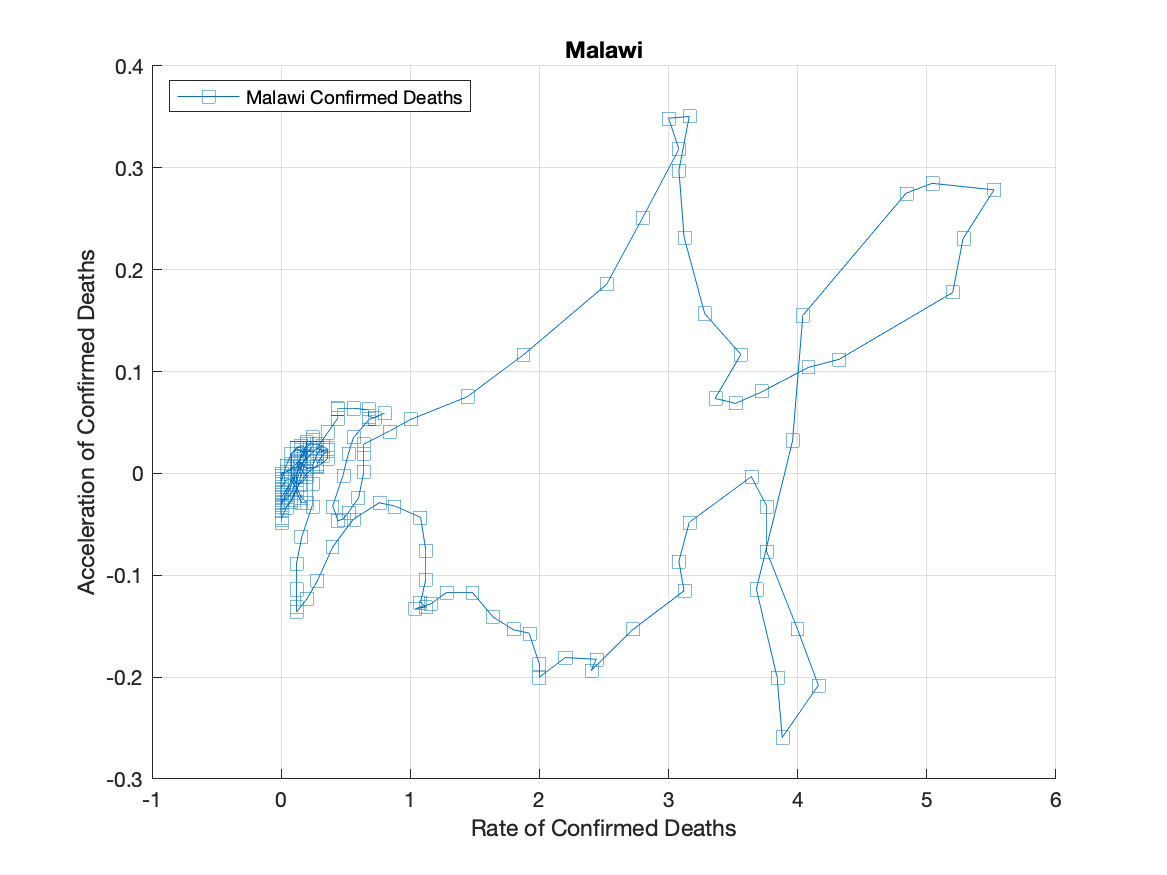 Malawi
0.4
Malawi Confirmed Deaths
0.3
0.2
0.1
0
-0.1
-0.2
-0.3
Acceleration of Confirmed Deaths
-1 0 1 2 3 4 5 6
Rate of Confirmed Deaths